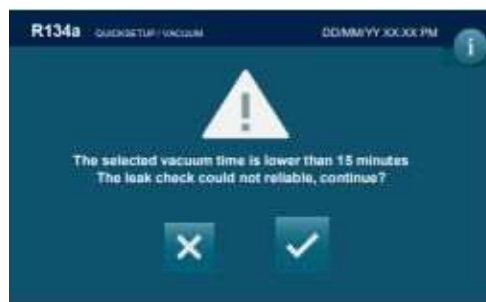 R134a QUICKSETUP / VACUUM DD/MM/YY XX:XX PM
i
The selected vacuum time is lower than 15 minutes
The leak check could not reliable, continue?